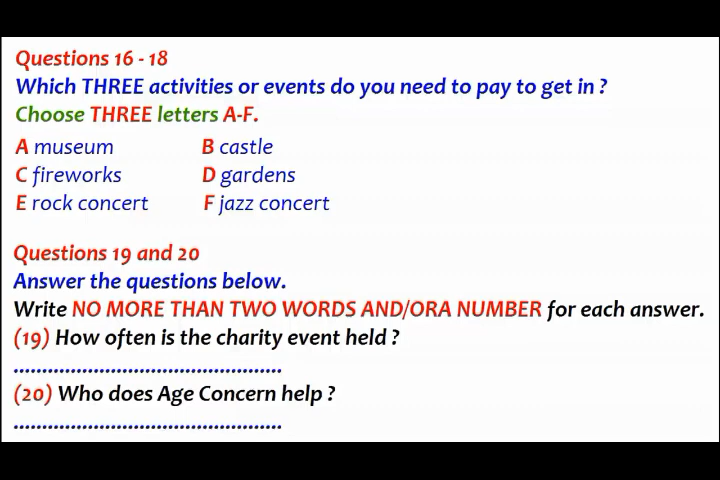 Questions 16 - 18
Which THREE activities or events do you need to pay to get in ?
Choose THREE letters A-F.
A museum B castle
C fireworks D gardens
E rock concert F jazz concert
Questions 19 and 20
Answer the questions below.
Write NO MORE THAN TWO WORDS AND/ORA NUMBER for each answer.
(19) How often is the charity event held ?
................................................
(20) Who does Age Concern help ?
................................................